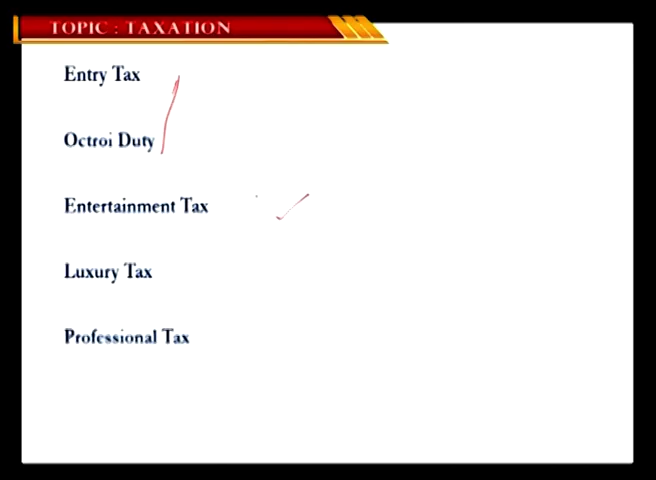 TOPIC : TAXATION
Entry Tax
Octroi Duty
Entertainment Tax
Luxury Tax
Professional Tax